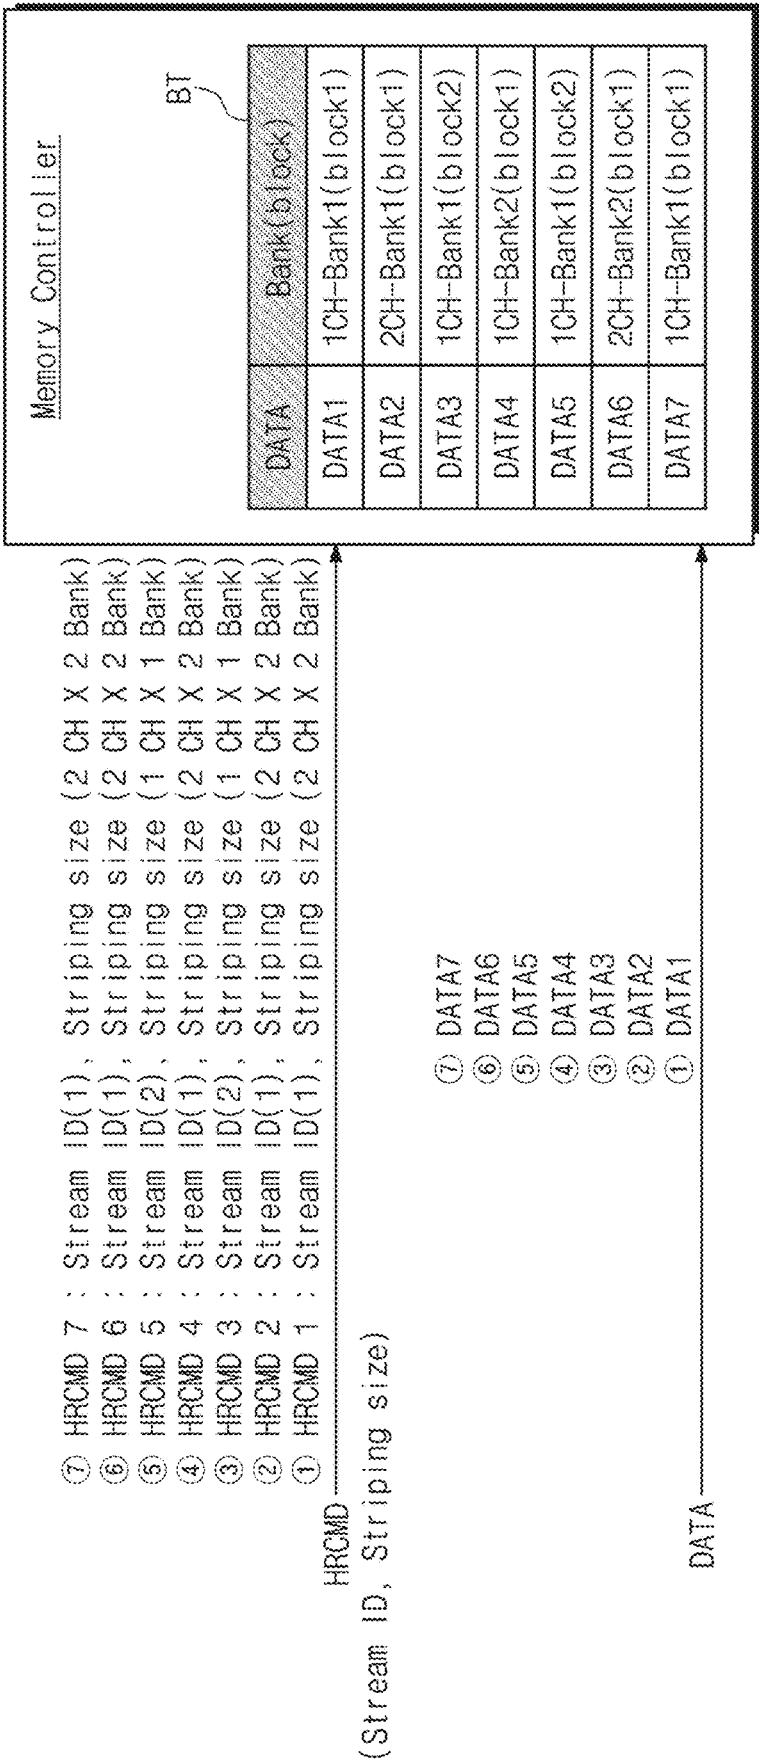 ⑦ HRCMD 7 : Stream ID(1), Striping size (2 CH X 2 Bank)
⑥ HRCMD 6 : Stream ID(1), Striping size (2 CH X 2 Bank)
⑤ HRCMD 5 : Stream ID(2), Striping size (1 CH X 1 Bank)
④ HRCMD 4 : Stream ID(1), Striping size (2 CH X 2 Bank)
③ HRCMD 3 : Stream ID(2), Striping size (1 CH X 1 Bank)
② HRCMD 2 : Stream ID(1), Striping size (2 CH X 2 Bank)
① HRCMD 1 : Stream ID(1), Striping size (2 CH X 2 Bank)
HRCMD
(Stream ID, Striping size)
⑦ DATA7
⑥ DATA6
⑤ DATA5
④ DATA4
③ DATA3
② DATA2
① DATA1
DATA
Memory Controller
BT
DATA Bank(block)
DATA1 1CH-Bank1(block1)
DATA2 2CH-Bank1(block1)
DATA3 1CH-Bank1(block2)
DATA4 1CH-Bank2(block1)
DATA5 1CH-Bank1(block2)
DATA6 2CH-Bank2(block1)
DATA7 1CH-Bank1(block1)